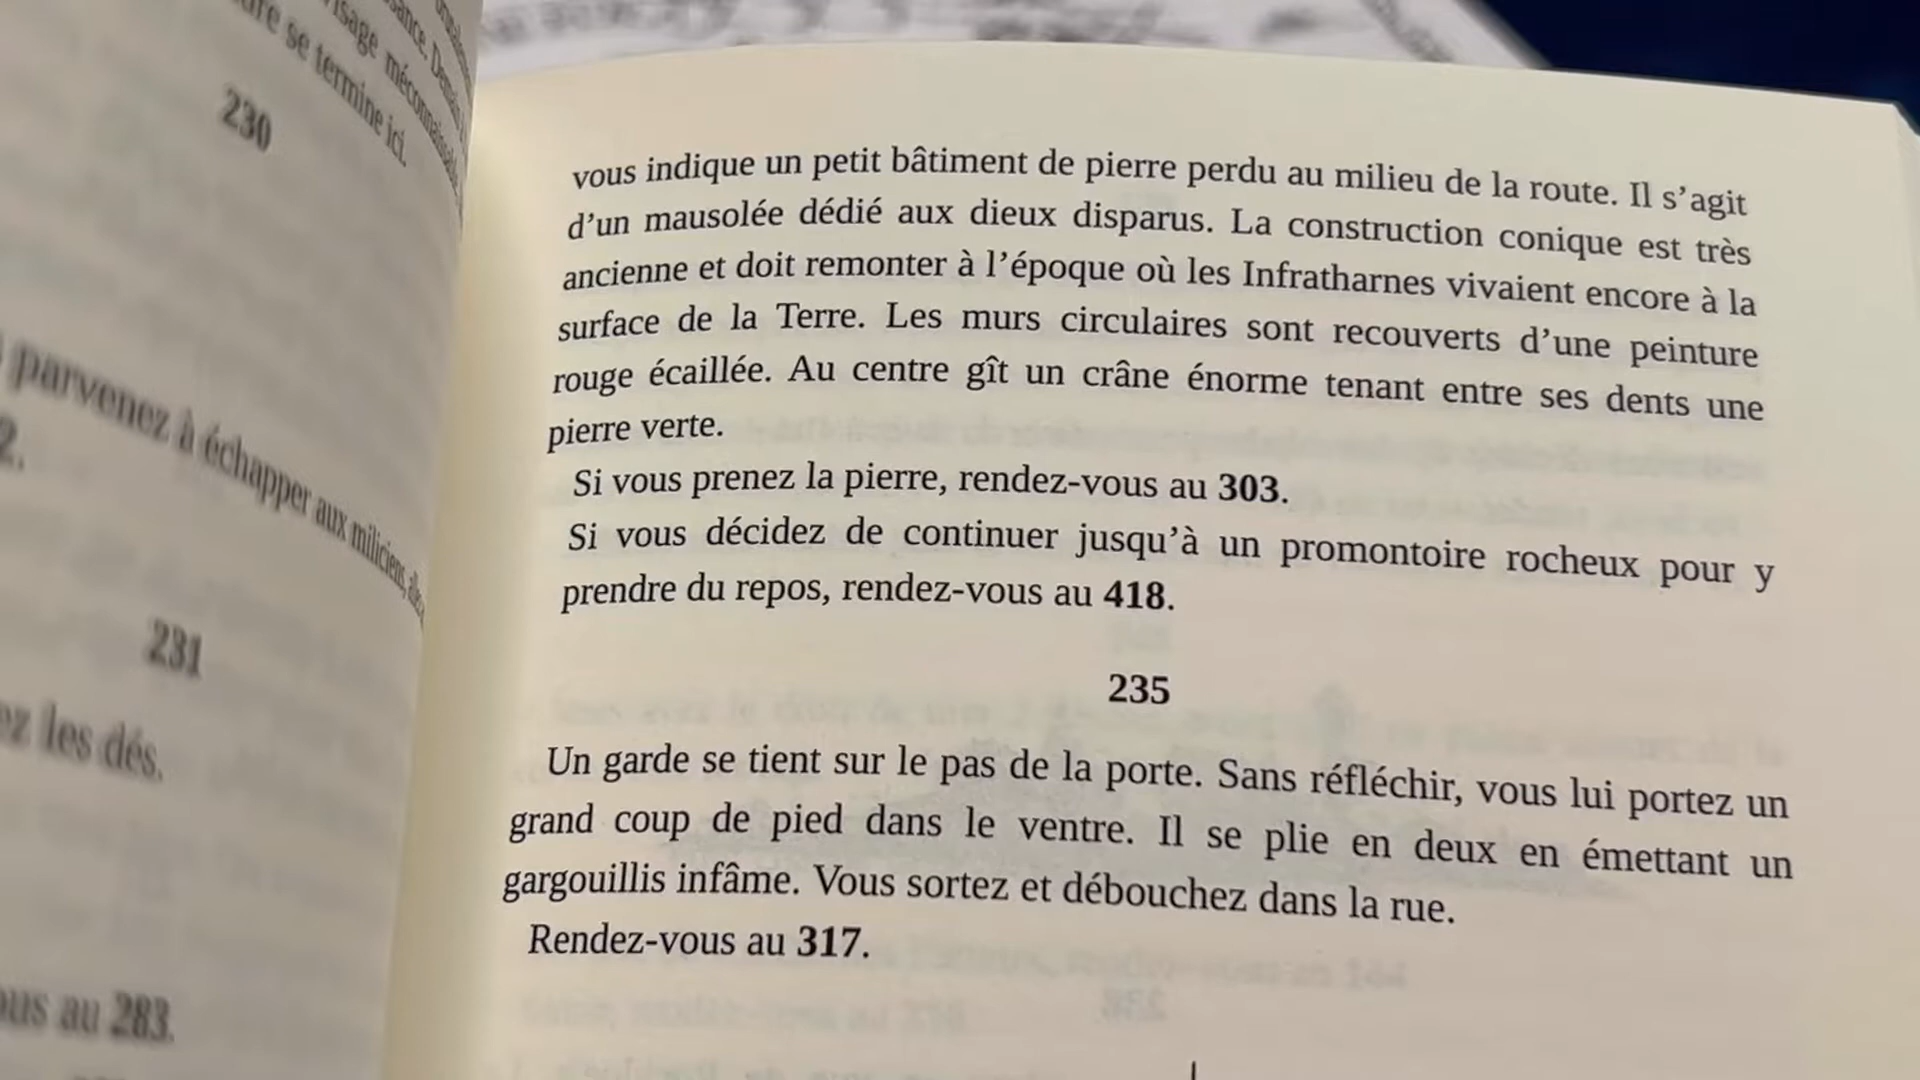 se termine ici.
230
parvenez à échapper aux miliciens,
2.
231
les dés.
au 283.
vous indique un petit bâtiment de pierre perdu au milieu de la route. Il s’agit
d’un mausolée dédié aux dieux disparus. La construction conique est très
ancienne et doit remonter à l’époque où les Infratharnes vivaient encore à la
surface de la Terre. Les murs circulaires sont recouverts d’une peinture
rouge écaillée. Au centre gît un crâne énorme tenant entre ses dents une
pierre verte.
Si vous prenez la pierre, rendez-vous au 303.
Si vous décidez de continuer jusqu’à un promontoire rocheux pour y
prendre du repos, rendez-vous au 418.
235
Un garde se tient sur le pas de la porte. Sans réfléchir, vous lui portez un
grand coup de pied dans le ventre. Il se plie en deux en émettant un
gargouillis infâme. Vous sortez et débouchez dans la rue.
Rendez-vous au 317.